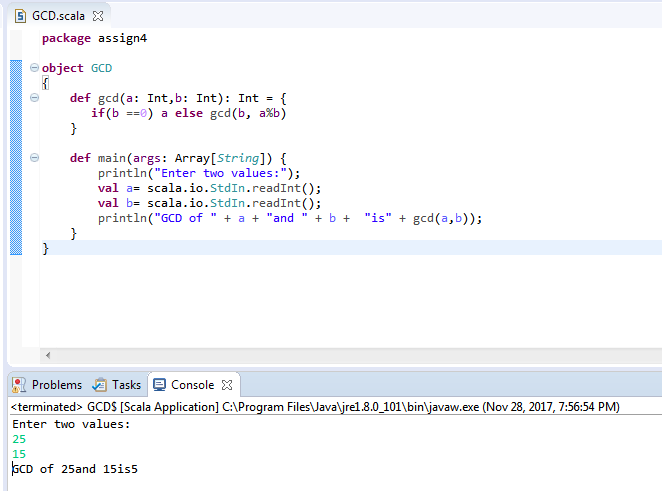 GCD.scala
package assign4
object GCD
{
def gcd(a: Int,b: Int): Int = {
if(b ==0) a else gcd(b, a%b)
}
def main(args: Array[String]) {
println("Enter two values:");
val a= scala.io.StdIn.readInt();
val b= scala.io.StdIn.readInt();
println("GCD of " + a + "and " + b +  "is" + gcd(a,b));
}
}
Problems Tasks Console
<terminated> GCD$ [Scala Application] C:\Program Files\Java\jre1.8.0_101\bin\javaw.exe (Nov 28, 2017, 7:56:54 PM)
Enter two values:
25
15
GCD of 25and 15is5